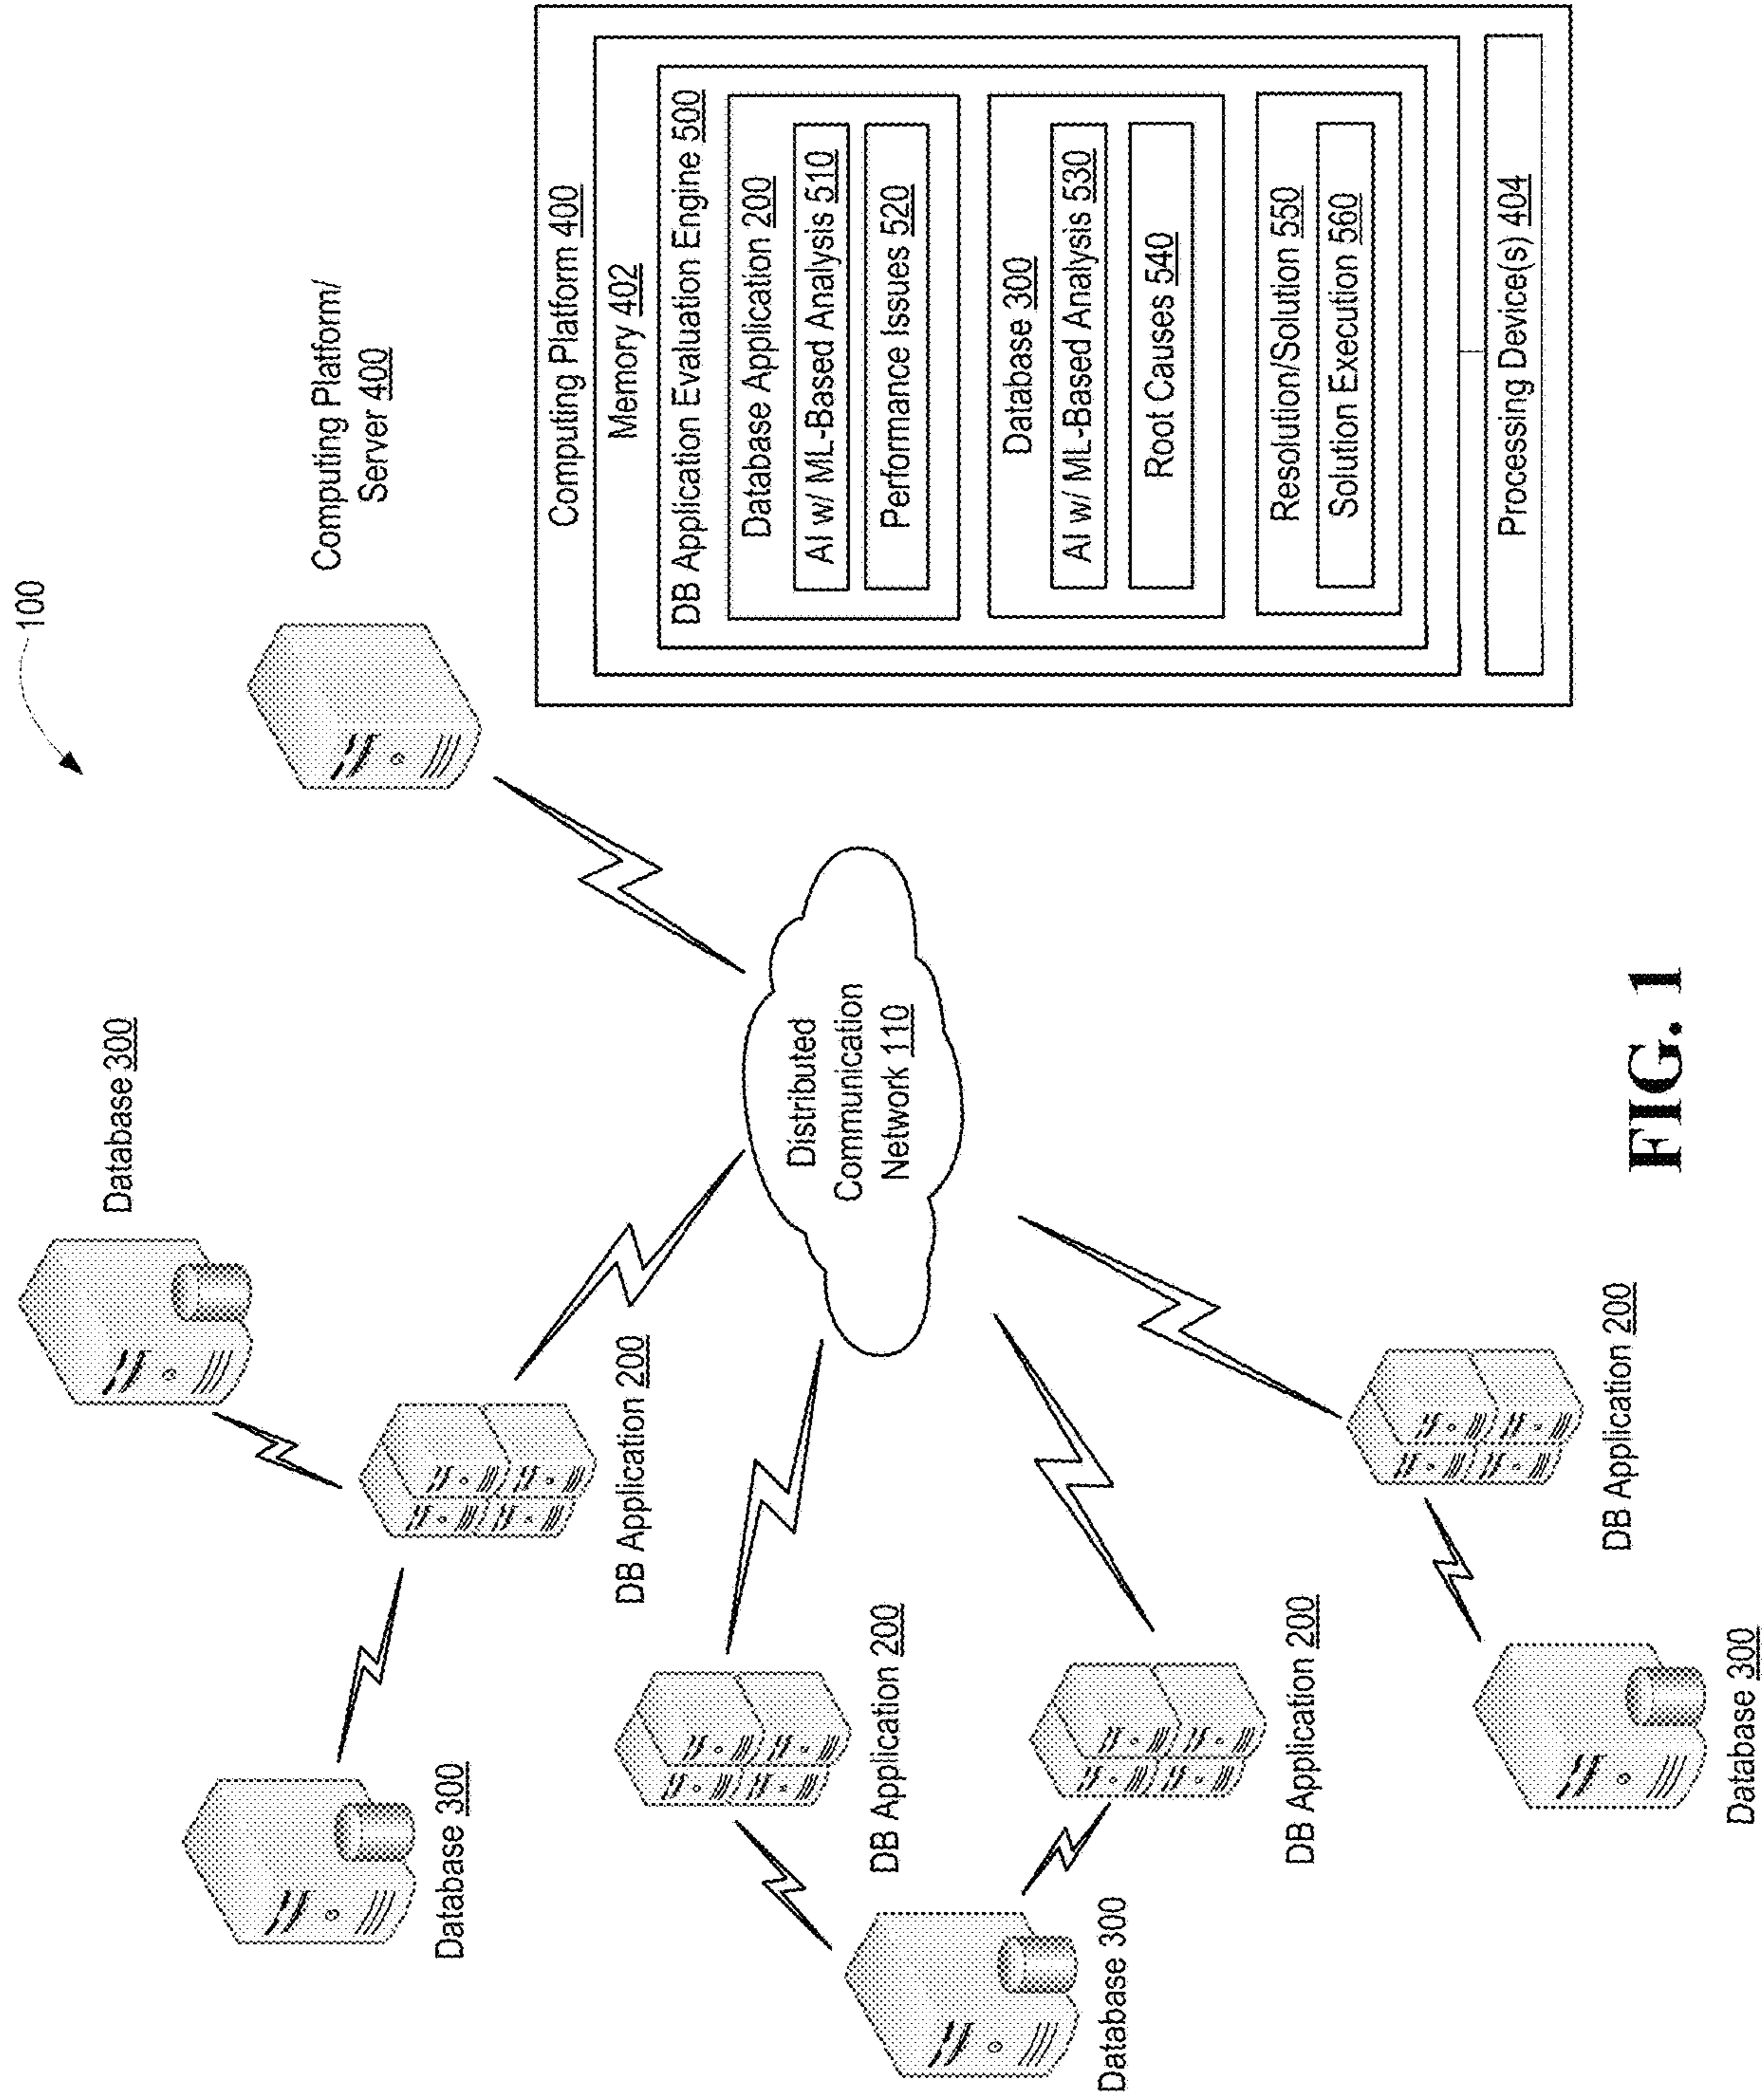 100
Database 300
Computing Platform/
Server 400
Database 300
DB Application 200
Distributed
Communication
Network 110
DB Application 200
Database 300
DB Application 200
DB Application 200
Database 300
Computing Platform 400
Memory 402
DB Application Evaluation Engine 500
Database Application 200
AI w/ ML-Based Analysis 510
Performance Issues 520
Database 300
AI w/ ML-Based Analysis 530
Root Causes 540
Resolution/Solution 550
Solution Execution 560
Processing Device(s) 404
FIG. 1